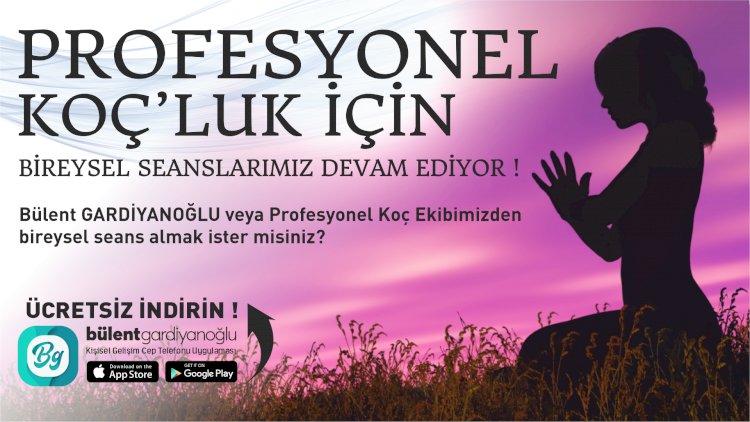 PROFESYONEL
KOÇ'LUK İÇİN
BİREYSEL SEANSLARIMIZ DEVAM EDİYOR !
Bülent GARDİYANOĞLU veya Profesyonel Koç Ekibimizden
bireysel seans almak ister misiniz?
ÜCRETSİZ İNDİRİN !
Bg
bülentgardiyanoğlu
Kişisel Gelişim Cep Telefonu Uygulaması
Download on the
App Store
GET IT ON
Google Play